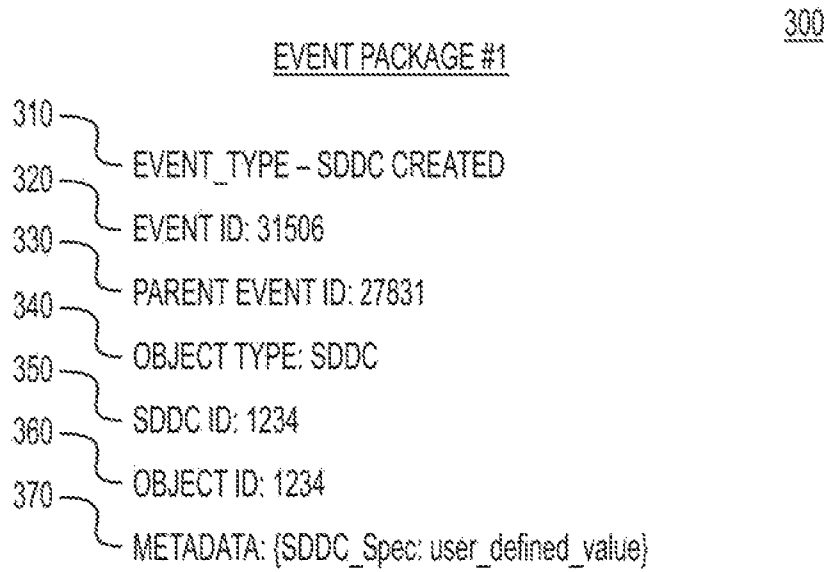 300
EVENT PACKAGE #1
310
EVENT_TYPE – SDDC CREATED
320
EVENT ID: 31506
330
PARENT EVENT ID: 27831
340
OBJECT TYPE: SDDC
350
SDDC ID: 1234
360
OBJECT ID: 1234
370
METADATA: {SDDC_Spec: user_defined_value}